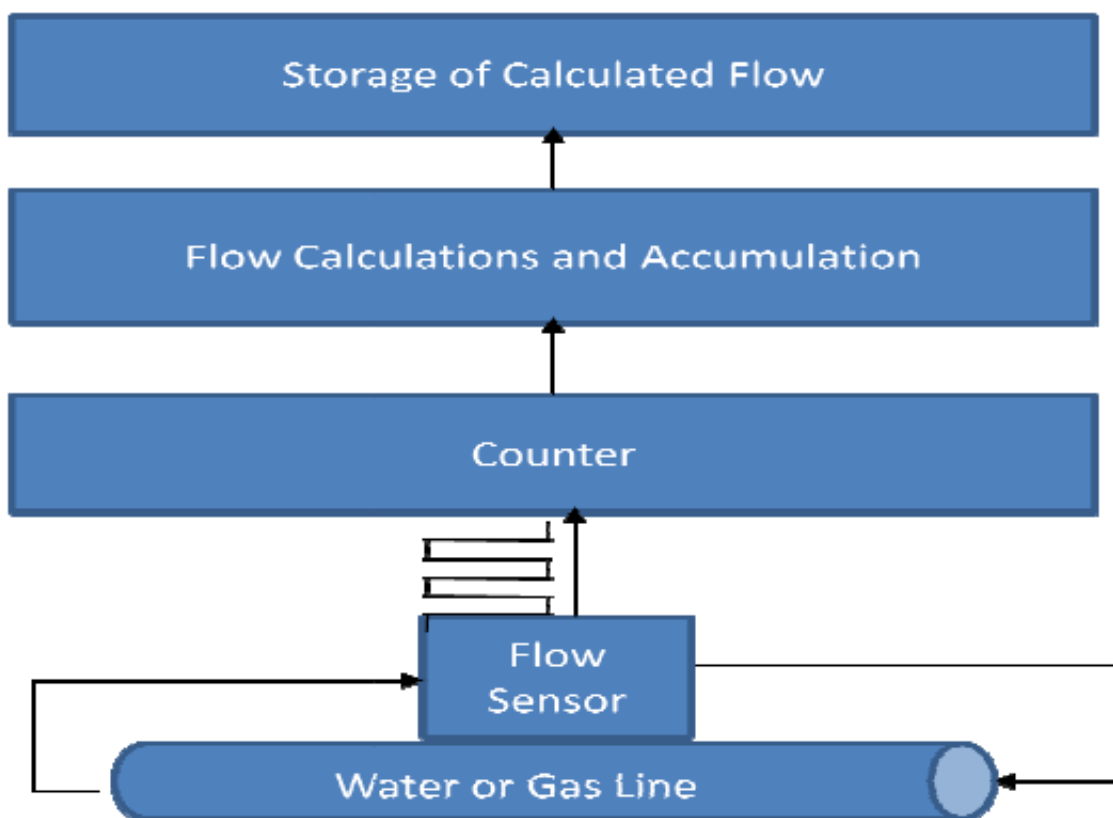 Storage of Calculated Flow
Flow Calculations and Accumulation
Counter
Flow
Sensor
Water or Gas Line